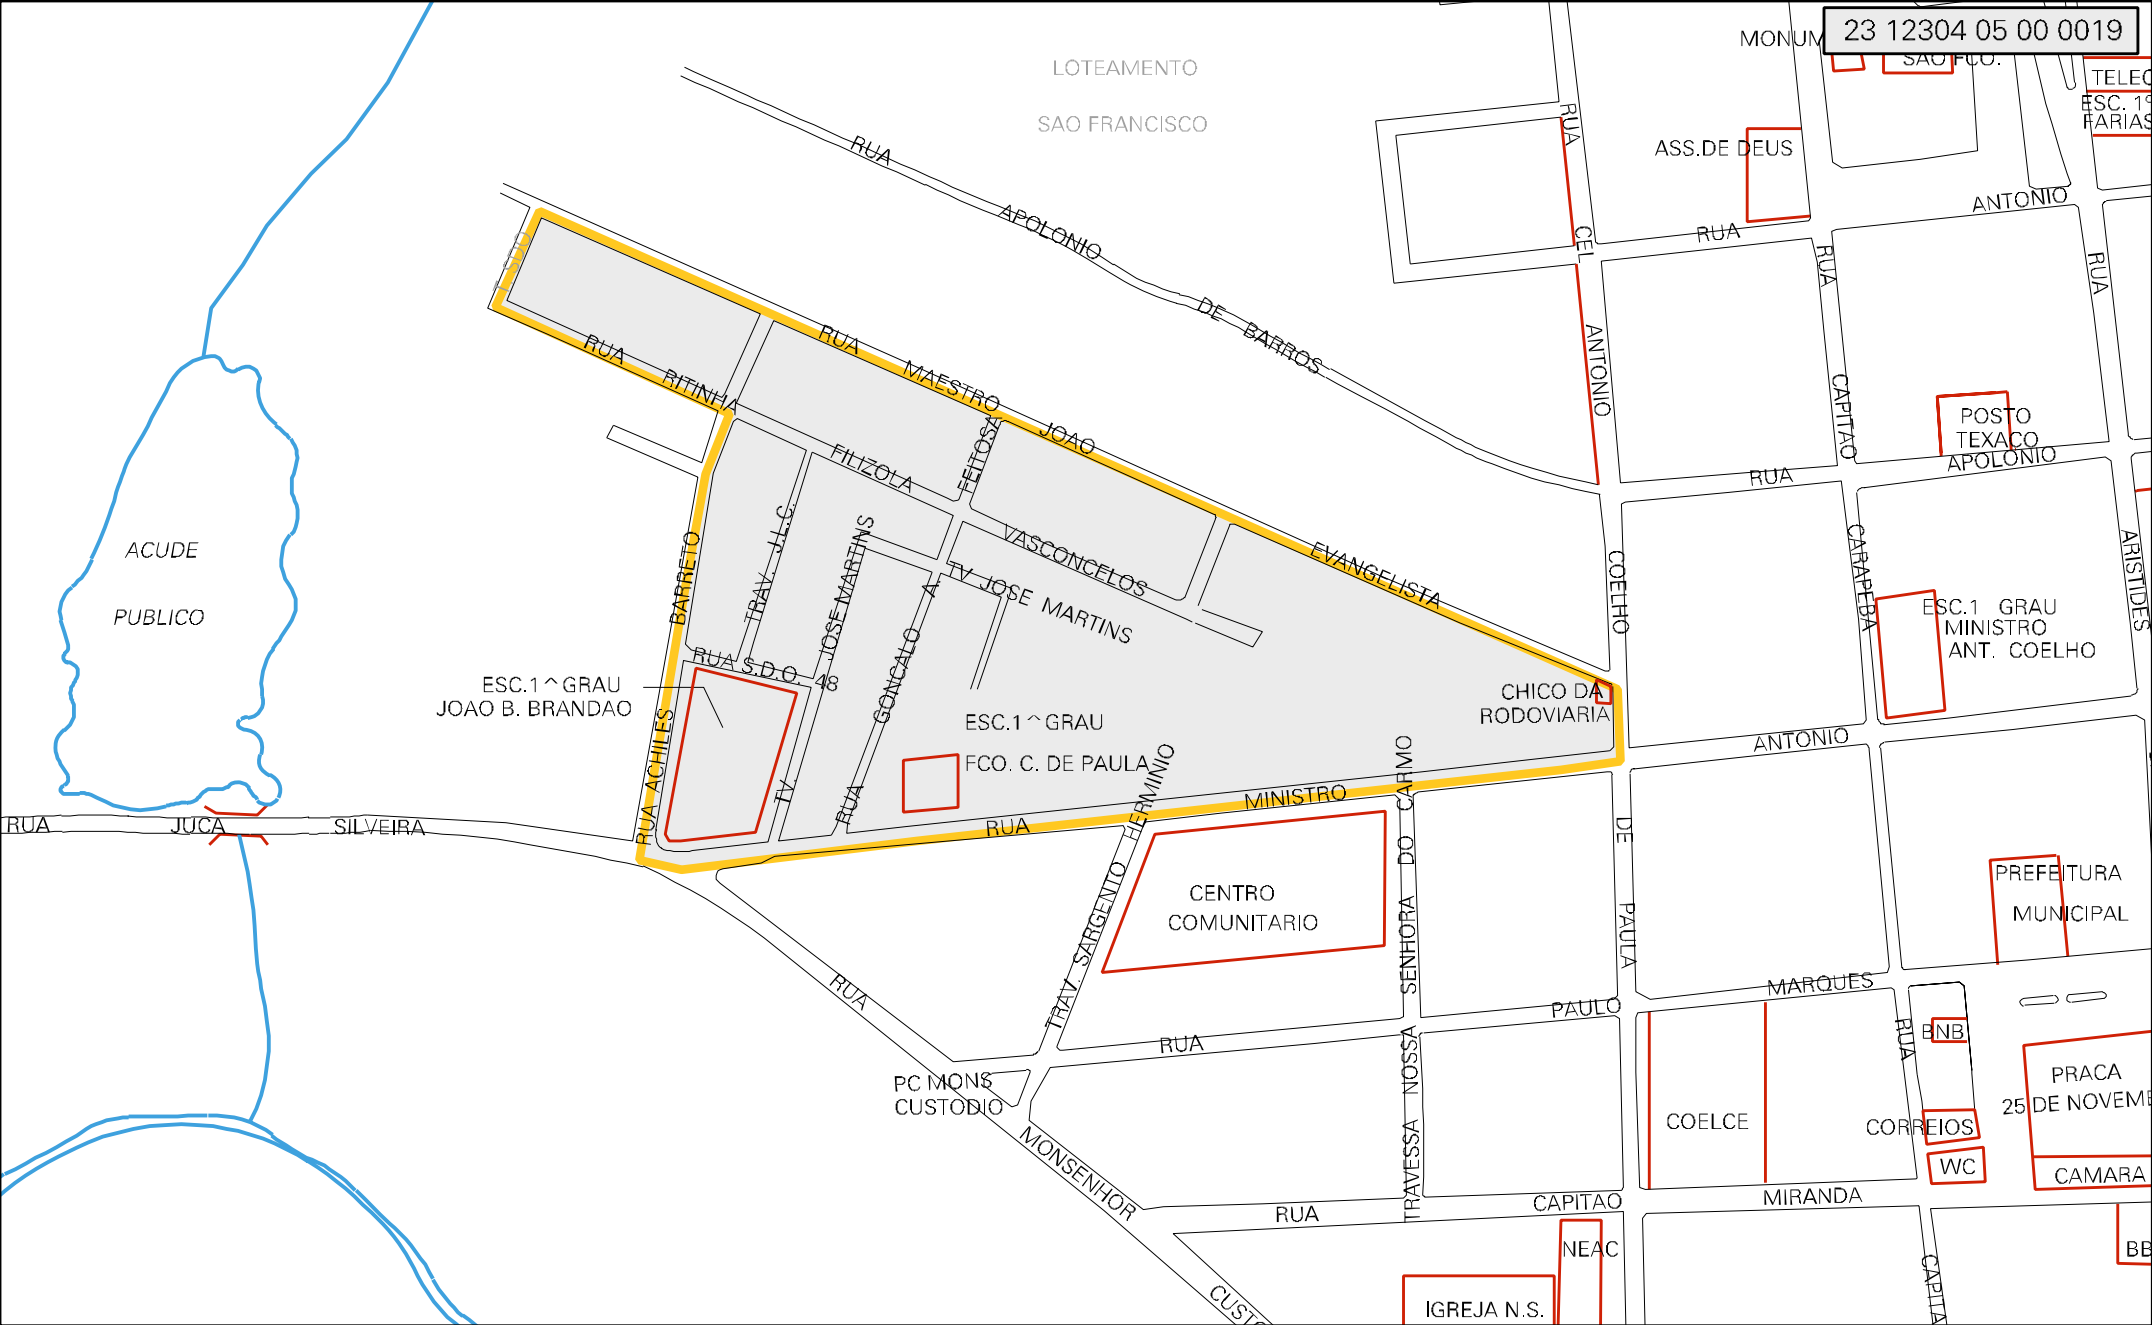 23 12304 05 00 0019
LOTEAMENTO
SAO FRANCISCO
MONUM
SAO FCO.
TELEC
ESC. 1º
FARIAS
ASS.DE DEUS
RUA APOLONIO DE BARROS
RUA CEL ANTONIO COELHO DE PAULA
RUA ANTONIO
RUA CAPITAO CARAPEBA
RUA ARISTIDES
T. SDO
RUA RITINHA FILIZOLA VASCONCELOS
RUA MAESTRO JOAO EVANGELISTA
FEITOSA
POSTO
TEXACO
RUA APOLONIO
ACUDE
PUBLICO
RUA ACHILES BARRETO
TRAV. J.L.C.
TV. JOSE MARTINS
TV JOSE MARTINS
RUA GONCALO A.
RUA S.D.O. 48
ESC.1^GRAU
JOAO B. BRANDAO
ESC.1^GRAU
FCO. C. DE PAULA
CHICO DA
RODOVIARIA
ESC.1 GRAU
MINISTRO
ANT. COELHO
RUA MINISTRO ANTONIO
RUA JUCA SILVEIRA
TRAV. SARGENTO HERMINIO
TRAVESSA NOSSA SENHORA DO CARMO
CENTRO
COMUNITARIO
PREFEITURA
MUNICIPAL
RUA PAULO MARQUES
RUA MONSENHOR CUSTO
PC MONS
CUSTODIO
RUA
CAPITA
BNB
PRACA
25 DE NOVEME
COELCE
CORREIOS
WC
CAMARA
RUA CAPITAO MIRANDA
NEAC
IGREJA N.S.
BB